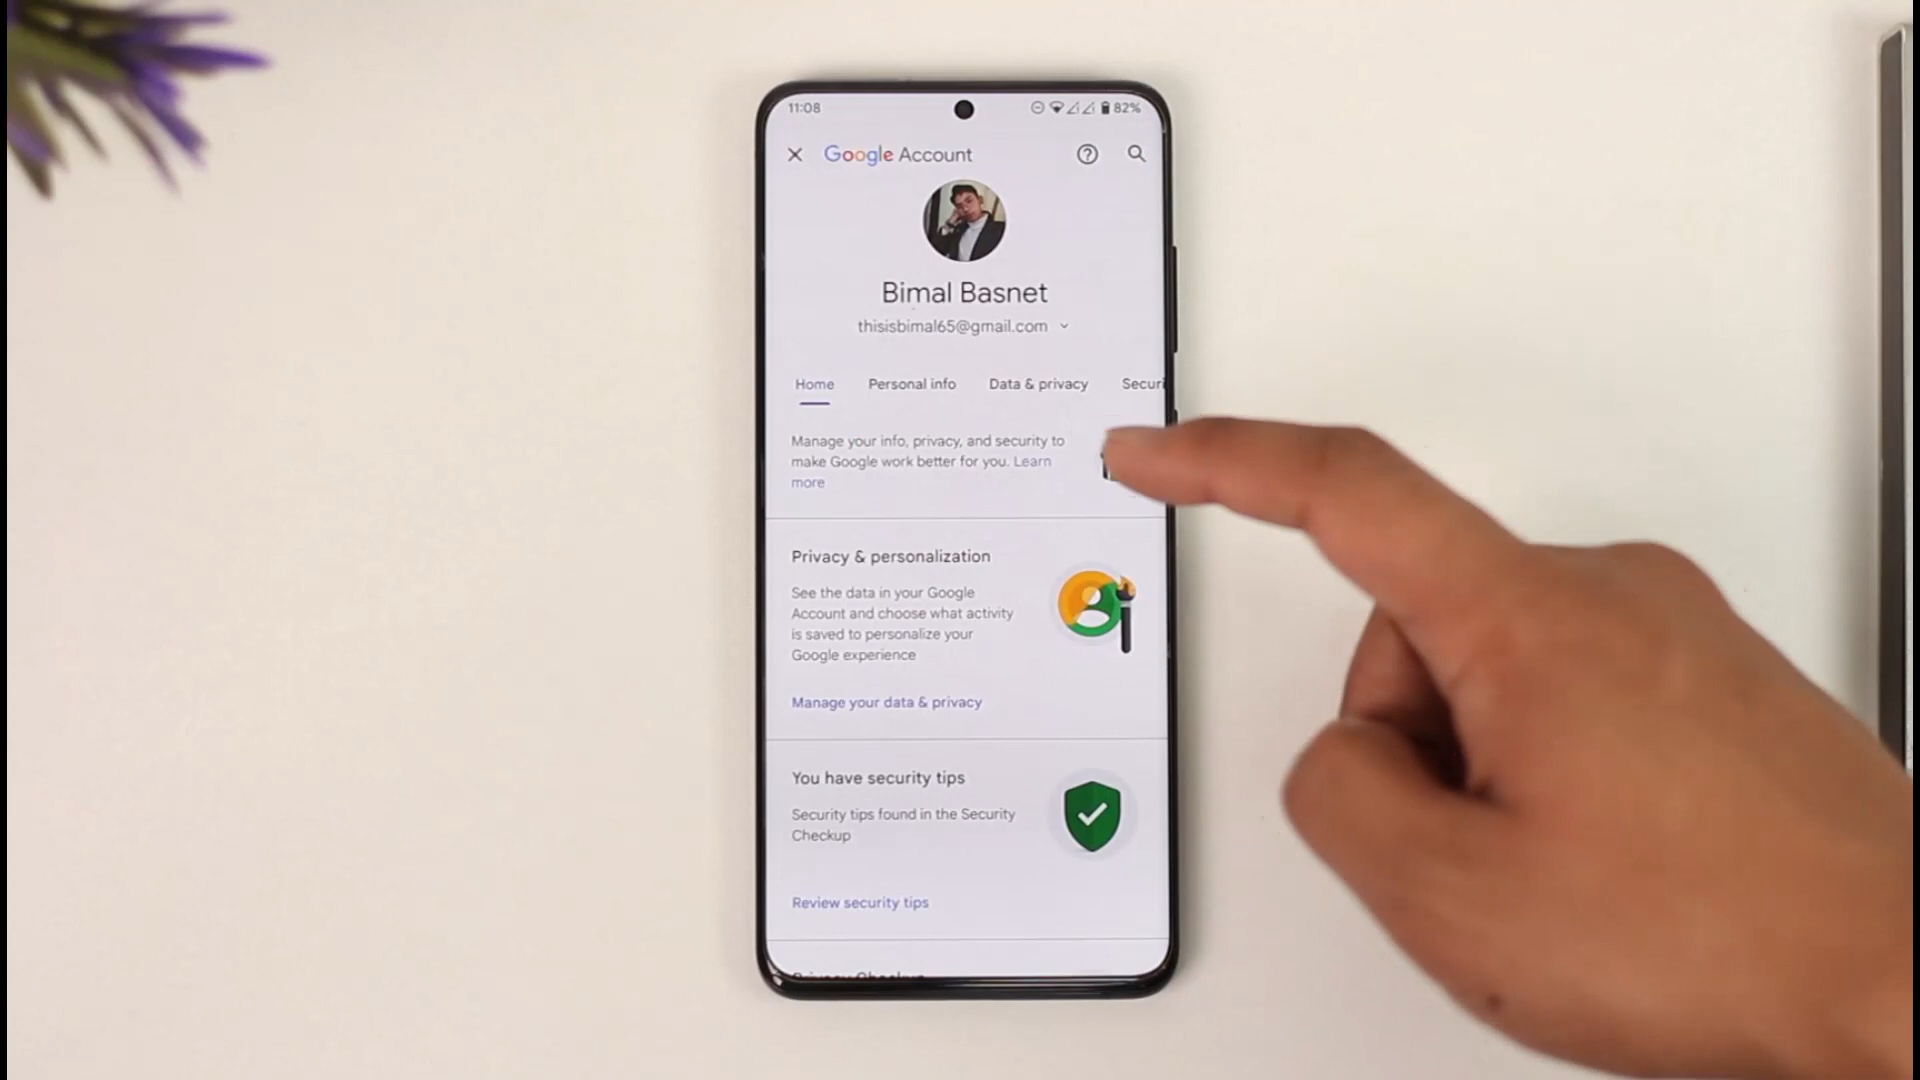 11:08 82%
Google Account
Bimal Basnet
thisisbimal65@gmail.com
Home Personal info Data & privacy Securi
Manage your info, privacy, and security to
make Google work better for you. Learn
more
Privacy & personalization
See the data in your Google
Account and choose what activity
is saved to personalize your
Google experience
Manage your data & privacy
You have security tips
Security tips found in the Security
Checkup
Review security tips
Privacy Checkup